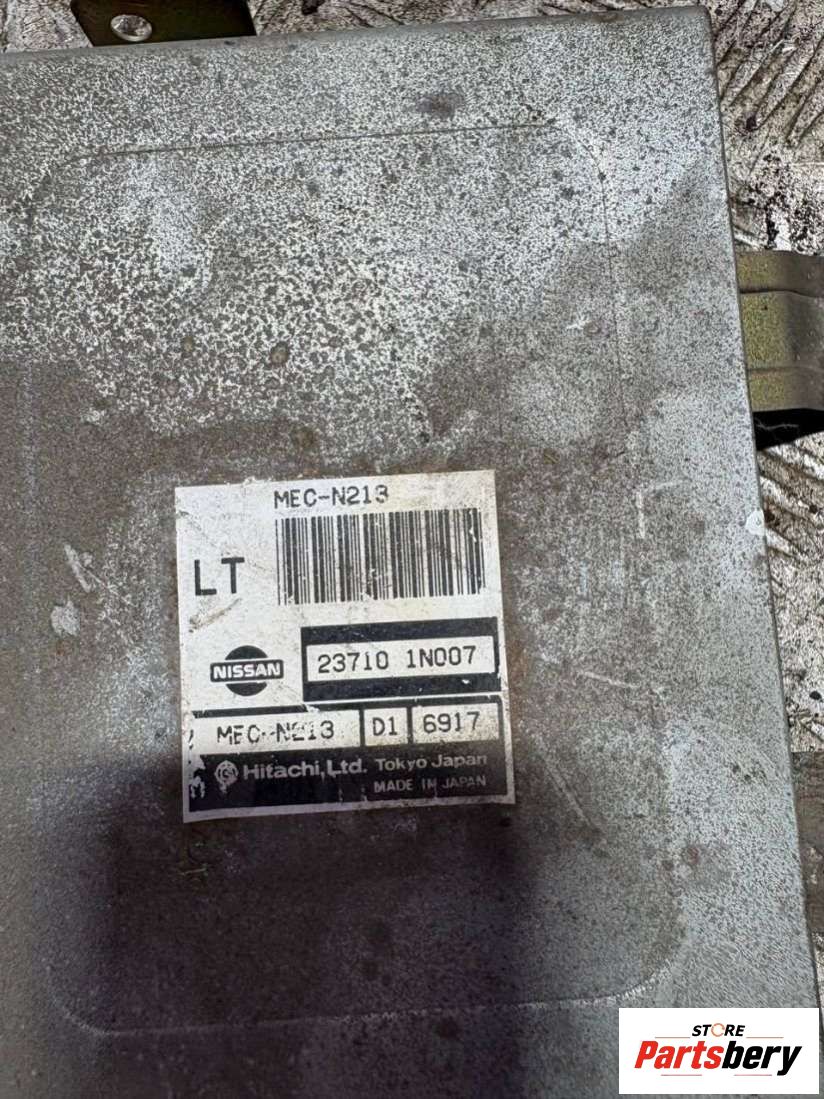 MEC-N213
LT
NISSAN
23710 1N007
MEC-N213
D1
6917
Hitachi, Ltd. Tokyo Japan
MADE IN JAPAN
STORE
Partsbery